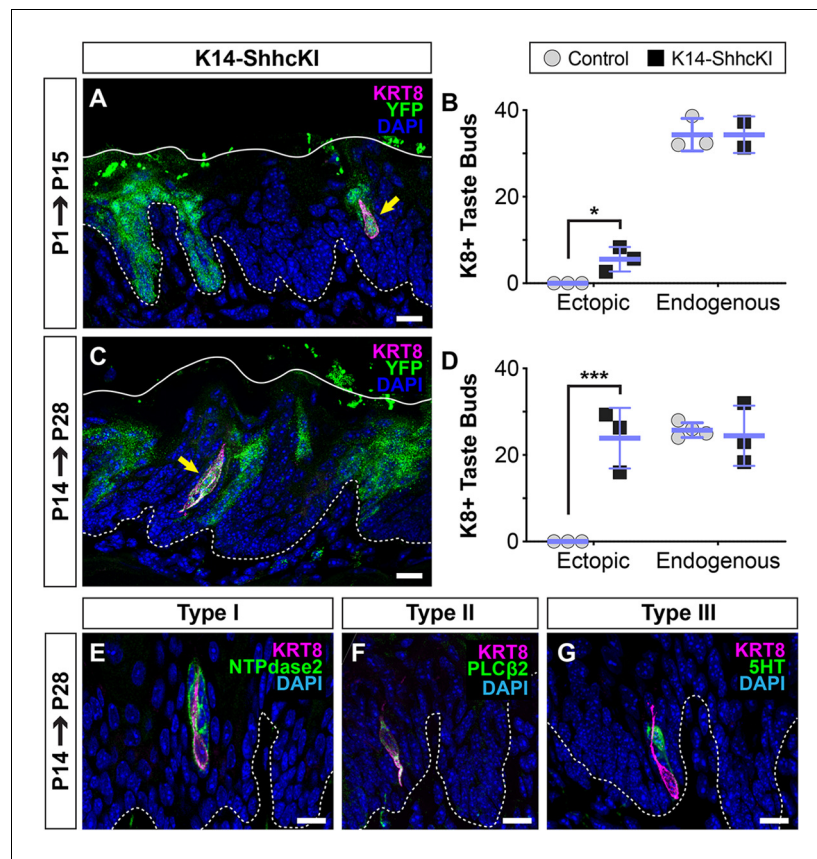 K14-ShhcKI
Control K14-ShhcKI
P1→P15
A
KRT8
YFP
DAPI
B
K8+ Taste Buds
40
20
0
*
Ectopic Endogenous
P14→P28
C
KRT8
YFP
DAPI
D
K8+ Taste Buds
40
20
0
***
Ectopic Endogenous
Type I Type II Type III
P14→P28
E
KRT8
NTPdase2
DAPI
F
KRT8
PLCβ2
DAPI
G
KRT8
5HT
DAPI